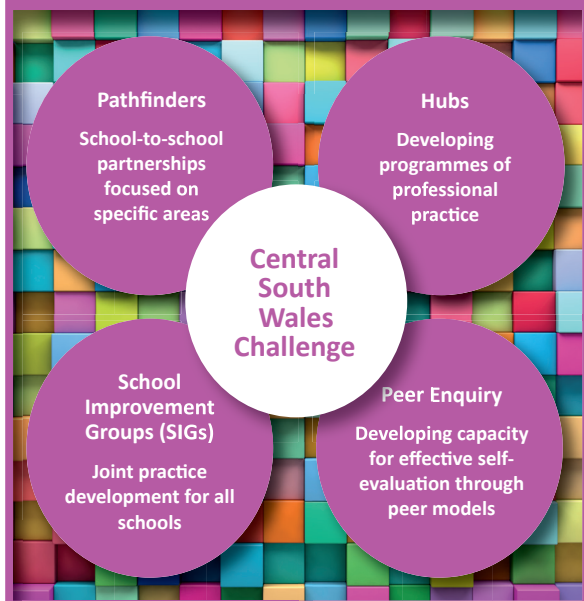 Pathfinders
School-to-school
partnerships
focused on
specific areas
Hubs
Developing
programmes of
professional
practice
Central
South
Wales
Challenge
School
Improvement
Groups (SIGs)
Joint practice
development for all
schools
Peer Enquiry
Developing capacity
for effective self-
evaluation through
peer models